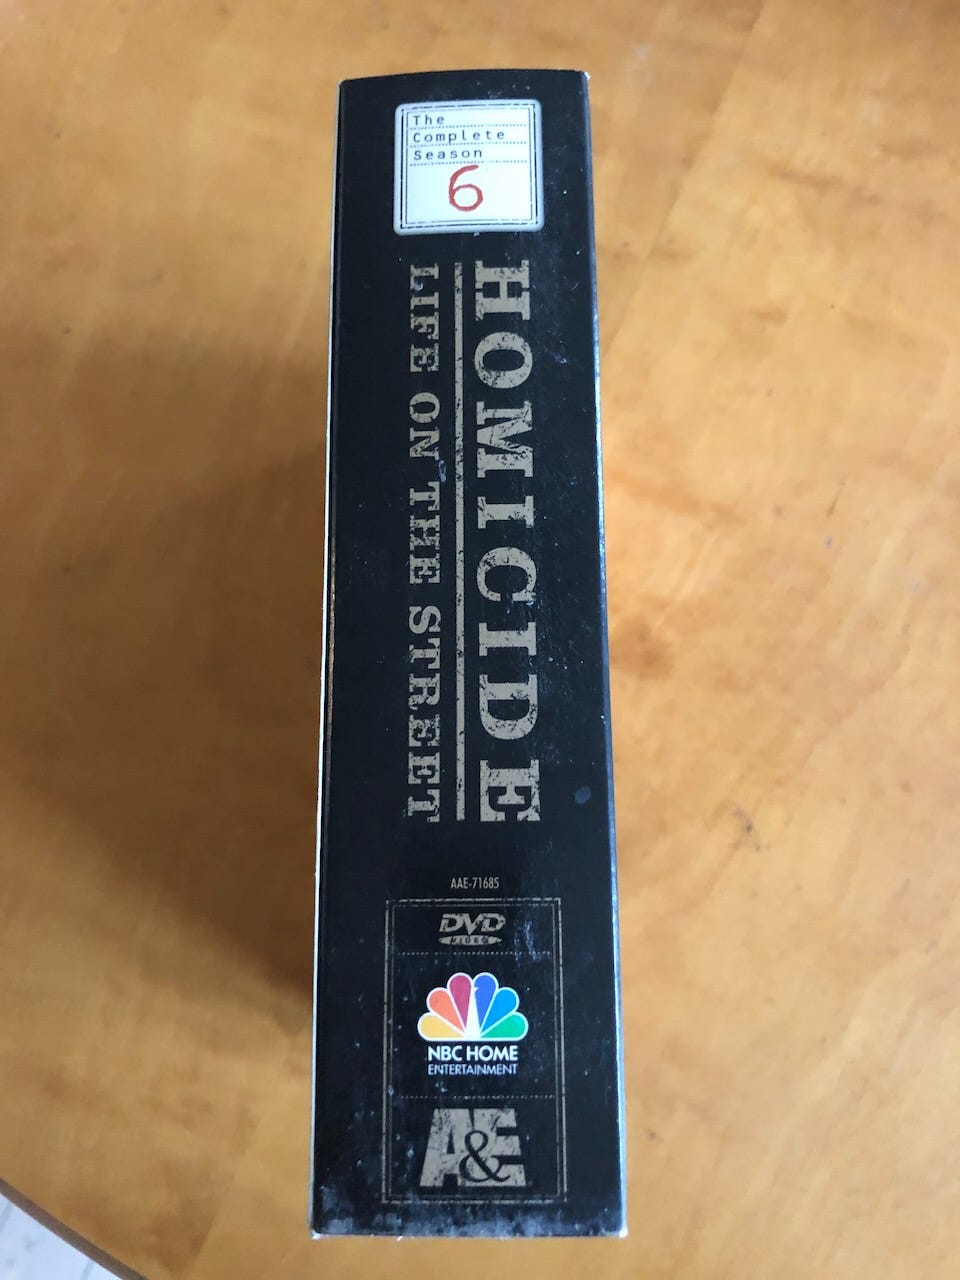 The
Complete
Season
6
HOMICIDE
LIFE ON THE STREET
AAE-71685
DVD
VIDEO
NBC HOME
ENTERTAINMENT
A&E